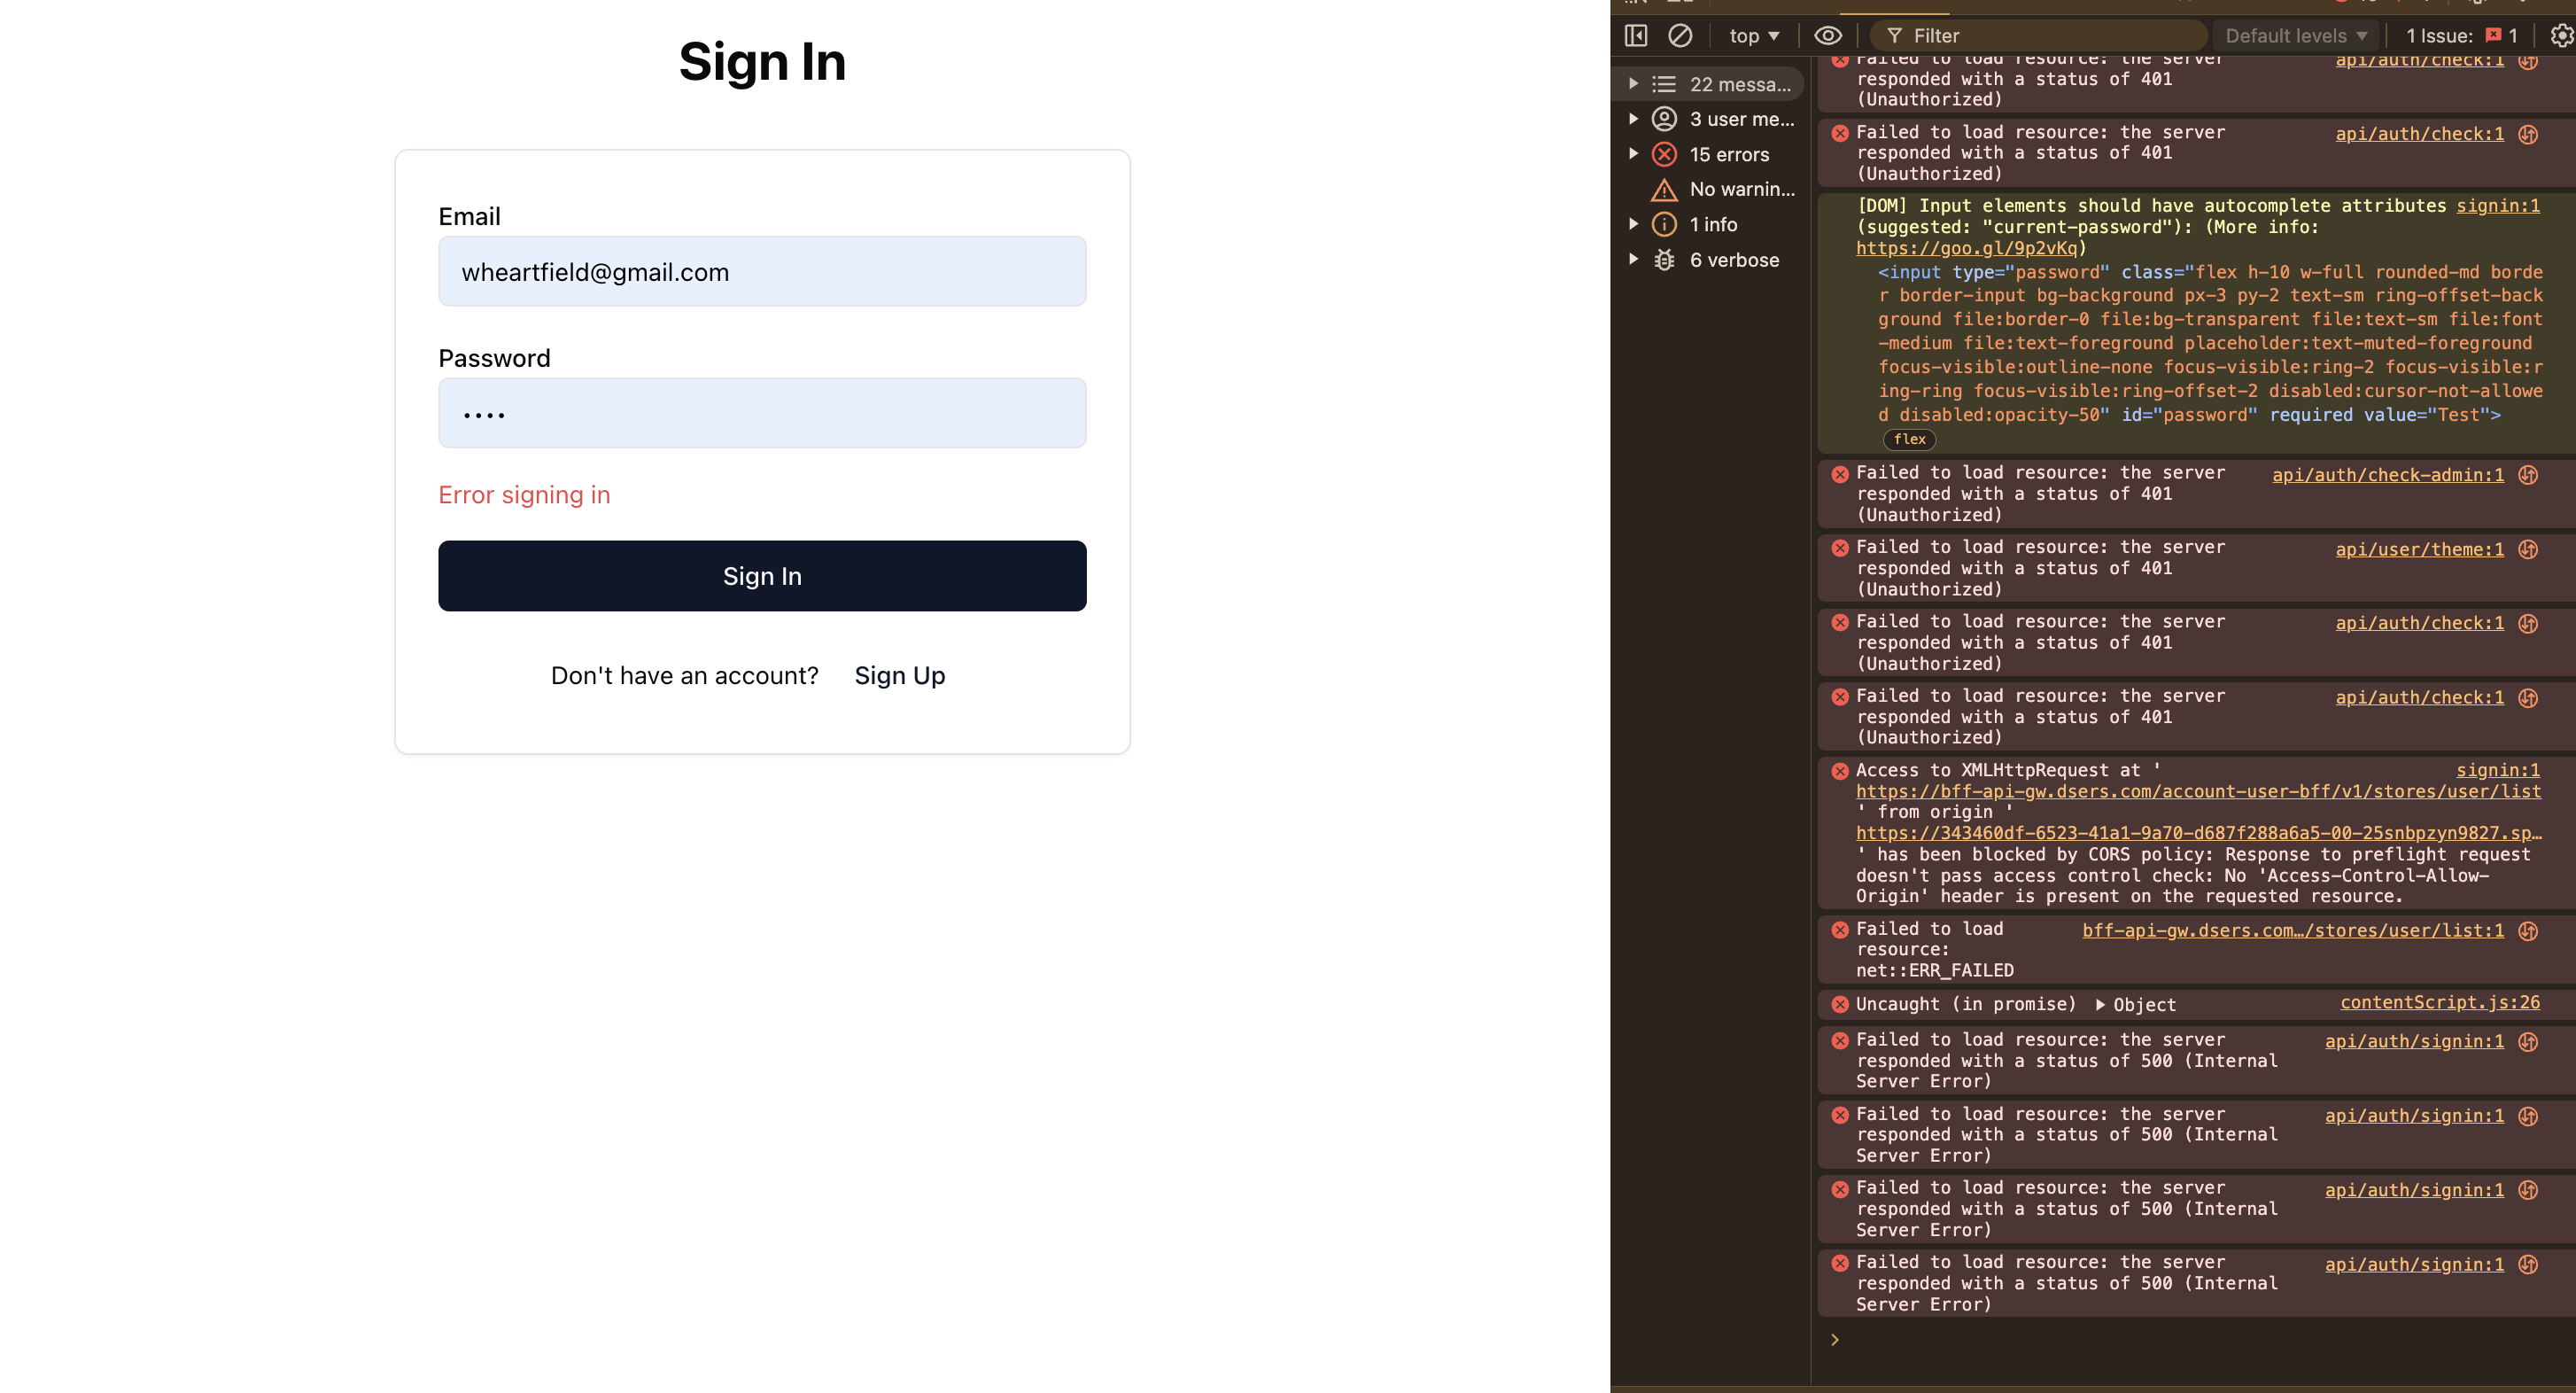 Sign In
Email
wheartfield@gmail.com
Password
••••
Error signing in
Sign In
Don't have an account? Sign Up
top
Filter
Default levels
1 Issue: 1
22 messa...
3 user me...
15 errors
No warnin...
1 info
6 verbose
Failed to load resource: the server api/auth/check:1
responded with a status of 401
(Unauthorized)
Failed to load resource: the server api/auth/check:1
responded with a status of 401
(Unauthorized)
[DOM] Input elements should have autocomplete attributes signin:1
(suggested: "current-password"): (More info:
https://goo.gl/9p2vKq)
<input type="password" class="flex h-10 w-full rounded-md borde
r border-input bg-background px-3 py-2 text-sm ring-offset-back
ground file:border-0 file:bg-transparent file:text-sm file:font
-medium file:text-foreground placeholder:text-muted-foreground
focus-visible:outline-none focus-visible:ring-2 focus-visible:r
ing-ring focus-visible:ring-offset-2 disabled:cursor-not-allowe
d disabled:opacity-50" id="password" required value="Test">
flex
Failed to load resource: the server api/auth/check-admin:1
responded with a status of 401
(Unauthorized)
Failed to load resource: the server api/user/theme:1
responded with a status of 401
(Unauthorized)
Failed to load resource: the server api/auth/check:1
responded with a status of 401
(Unauthorized)
Failed to load resource: the server api/auth/check:1
responded with a status of 401
(Unauthorized)
Access to XMLHttpRequest at ' signin:1
https://bff-api-gw.dsers.com/account-user-bff/v1/stores/user/list
' from origin '
https://343460df-6523-41a1-9a70-d687f288a6a5-00-25snbpzyn9827.sp…
' has been blocked by CORS policy: Response to preflight request
doesn't pass access control check: No 'Access-Control-Allow-
Origin' header is present on the requested resource.
Failed to load bff-api-gw.dsers.com…/stores/user/list:1
resource:
net::ERR_FAILED
Uncaught (in promise) Object contentScript.js:26
Failed to load resource: the server api/auth/signin:1
responded with a status of 500 (Internal
Server Error)
Failed to load resource: the server api/auth/signin:1
responded with a status of 500 (Internal
Server Error)
Failed to load resource: the server api/auth/signin:1
responded with a status of 500 (Internal
Server Error)
Failed to load resource: the server api/auth/signin:1
responded with a status of 500 (Internal
Server Error)